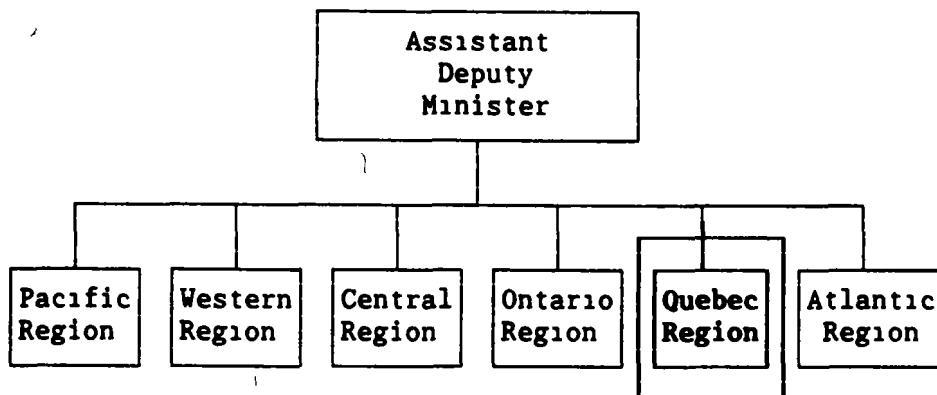 Assistant
Deputy
Minister
Pacific
Region
Western
Region
Central
Region
Ontario
Region
Quebec
Region
Atlantic
Region